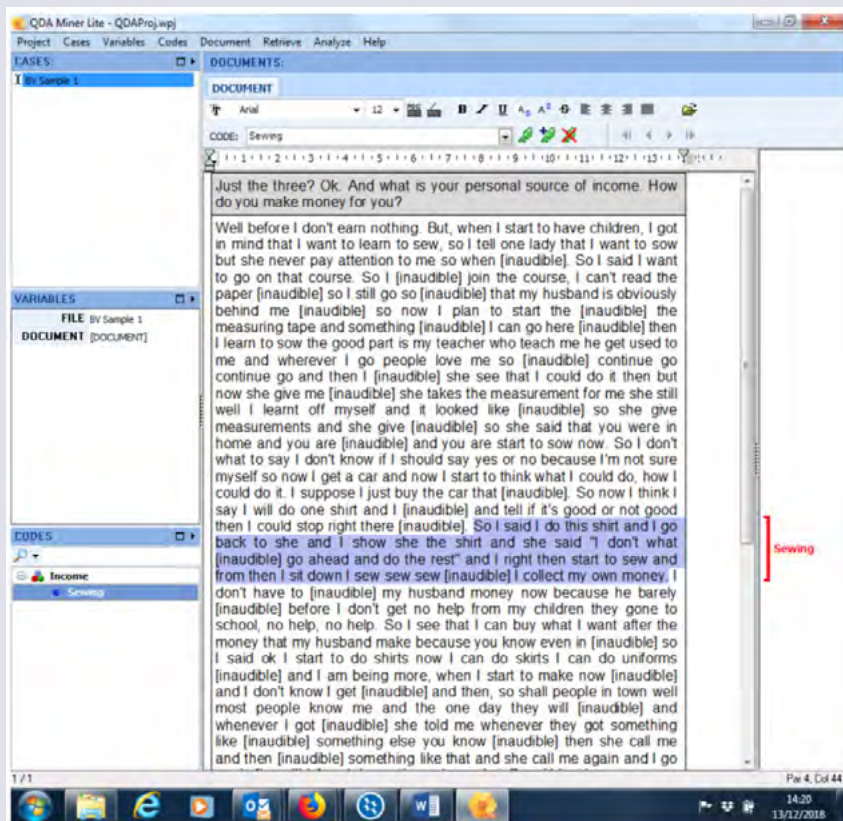 QDA Miner Lite - QDAProj.wpj
Project Cases Variables Codes Document Retrieve Analyze Help
CASES:
BV Sample 1
DOCUMENTS:
DOCUMENT
Arial 12 B I U
CODE: Sewing
1 2 3 4 5 6 7 8 9 10 11 12 13
Just the three? Ok. And what is your personal source of income. How
do you make money for you?
Well before I don't earn nothing. But, when I start to have children, I got
in mind that I want to learn to sew, so I tell one lady that I want to sow
but she never pay attention to me so when [inaudible]. So I said I want
to go on that course. So I [inaudible] join the course, I can't read the
paper [inaudible] so I still go so [inaudible] that my husband is obviously
behind me [inaudible] so now I plan to start the [inaudible] the
measuring tape and something [inaudible] I can go here [inaudible] then
I learn to sow the good part is my teacher who teach me he get used to
me and wherever I go people love me so [inaudible] continue go
continue go and then I [inaudible] she see that I could do it then but
now she give me [inaudible] she takes the measurement for me she still
well I learnt off myself and it looked like [inaudible] so she give
measurements and she give [inaudible] so she said that you were in
home and you are [inaudible] and you are start to sow now. So I don't
what to say I don't know if I should say yes or no because I'm not sure
myself so now I get a car and now I start to think what I could do, how I
could do it. I suppose I just buy the car that [inaudible]. So now I think I
say I will do one shirt and I [inaudible] and tell if it's good or not good
then I could stop right there [inaudible]. So I said I do this shirt and I go
back to she and I show she the shirt and she said "I don't what
[inaudible] go ahead and do the rest" and I right then start to sew and
from then I sit down I sew sew sew [inaudible] I collect my own money. I
don't have to [inaudible] my husband money now because he barely
[inaudible] before I don't get no help from my children they gone to
school, no help, no help. So I see that I can buy what I want after the
money that my husband make because you know even in [inaudible] so
I said ok I start to do shirts now I can do skirts I can do uniforms
[inaudible] and I am being more, when I start to make now [inaudible]
and I don't know I get [inaudible] and then, so shall people in town well
most people know me and the one day they will [inaudible] and
whenever I got [inaudible] she told me whenever they got something
like [inaudible] something else you know [inaudible] then she call me
and then [inaudible] something like that and she call me again and I go
Sewing
VARIABLES
FILE BV Sample 1
DOCUMENT [DOCUMENT]
CODES
Income
Sewing
1 / 1
Par 4, Col 44
14:20
13/12/2018